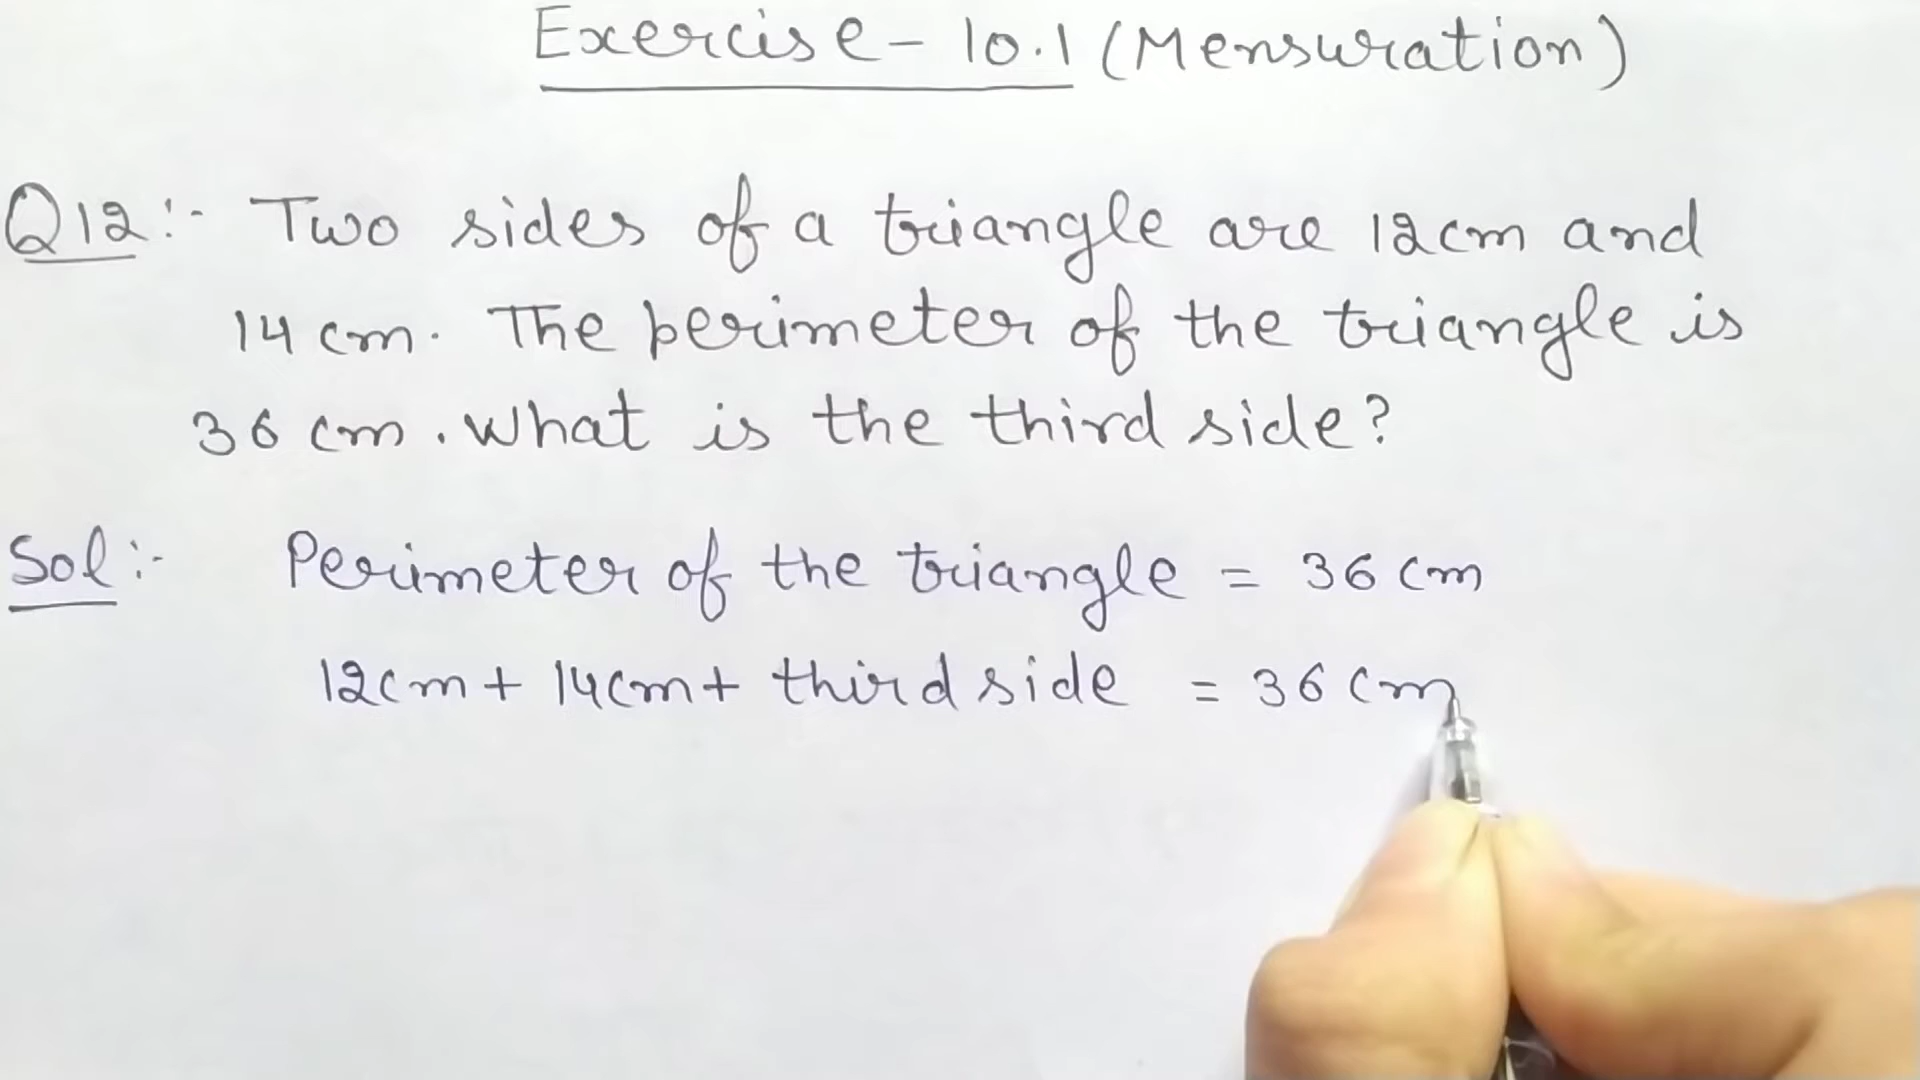 Exercise - 10.1 (Mensuration)
Q12:- Two sides of a triangle are 12cm and
14 cm. The perimeter of the triangle is
36 cm. What is the third side?
Sol:- Perimeter of the triangle = 36 cm
12cm + 14cm + third side = 36 cm